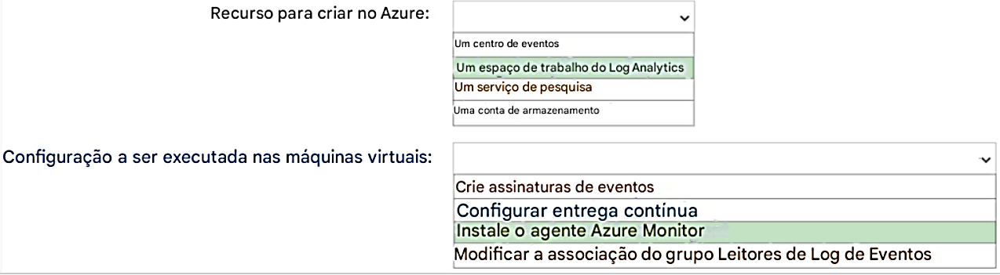 Recurso para criar no Azure:
Um centro de eventos
Um espaço de trabalho do Log Analytics
Um serviço de pesquisa
Uma conta de armazenamento
Configuração a ser executada nas máquinas virtuais:
Crie assinaturas de eventos
Configurar entrega contínua
Instale o agente Azure Monitor
Modificar a associação do grupo Leitores de Log de Eventos